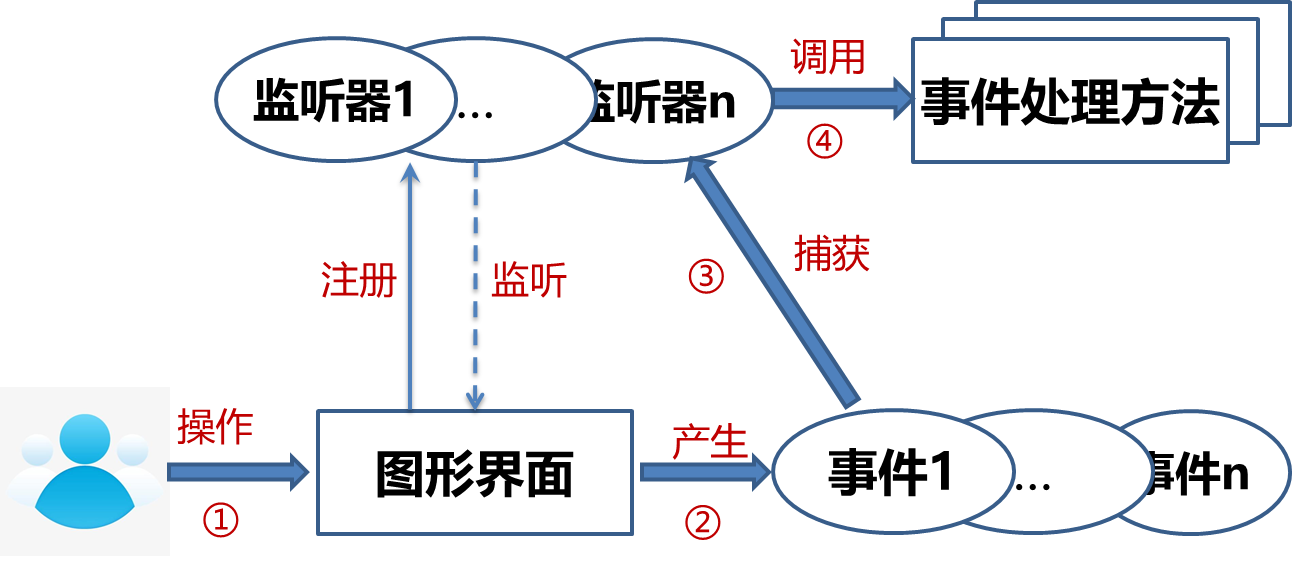 监听器1
...
监听器n
调用
④
事件处理方法
注册
监听
③
捕获
操作
①
图形界面
产生
②
事件1
...
事件n